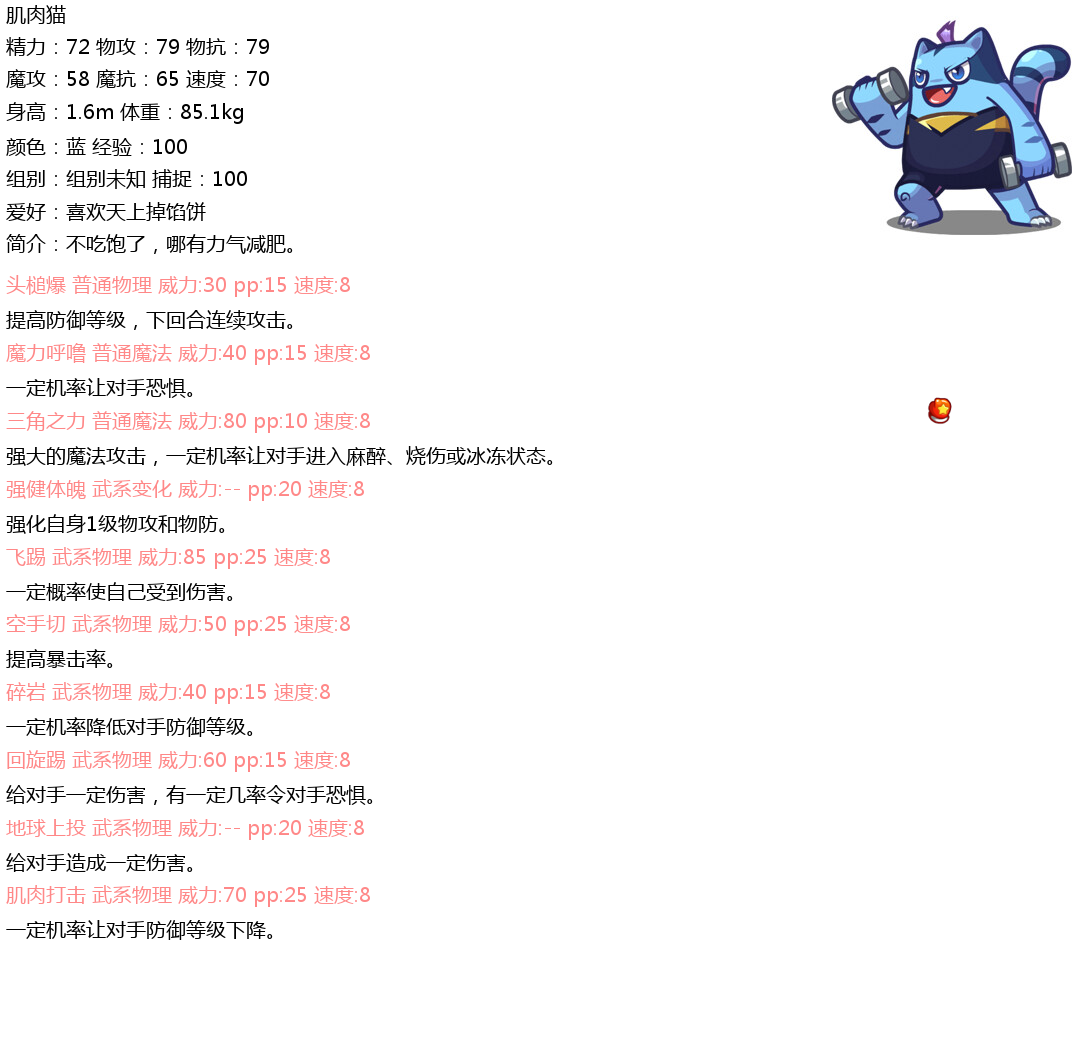 肌肉猫
精力：72 物攻：79 物抗：79
魔攻：58 魔抗：65 速度：70
身高：1.6m 体重：85.1kg
颜色：蓝 经验：100
组别：组别未知 捕捉：100
爱好：喜欢天上掉馅饼
简介：不吃饱了，哪有力气减肥。
头槌爆 普通物理 威力:30 pp:15 速度:8
提高防御等级，下回合连续攻击。
魔力呼噜 普通魔法 威力:40 pp:15 速度:8
一定机率让对手恐惧。
三角之力 普通魔法 威力:80 pp:10 速度:8
强大的魔法攻击，一定机率让对手进入麻醉、烧伤或冰冻状态。
强健体魄 武系变化 威力:-- pp:20 速度:8
强化自身1级物攻和物防。
飞踢 武系物理 威力:85 pp:25 速度:8
一定概率使自己受到伤害。
空手切 武系物理 威力:50 pp:25 速度:8
提高暴击率。
碎岩 武系物理 威力:40 pp:15 速度:8
一定机率降低对手防御等级。
回旋踢 武系物理 威力:60 pp:15 速度:8
给对手一定伤害，有一定几率令对手恐惧。
地球上投 武系物理 威力:-- pp:20 速度:8
给对手造成一定伤害。
肌肉打击 武系物理 威力:70 pp:25 速度:8
一定机率让对手防御等级下降。